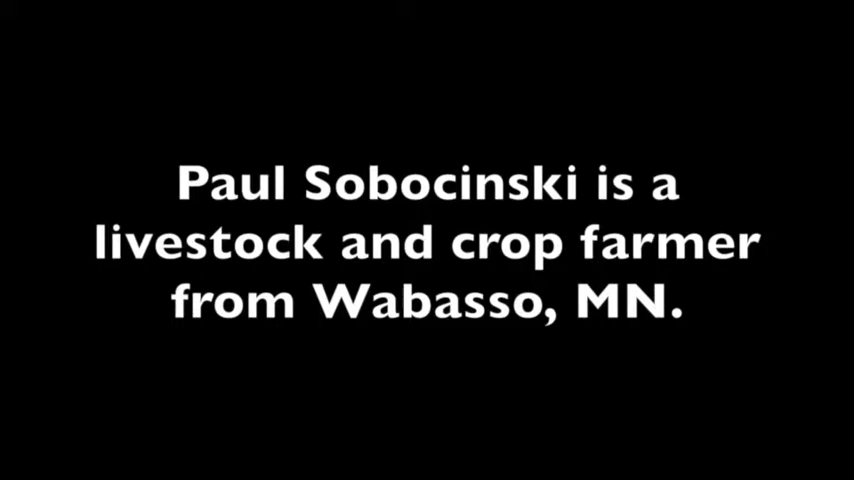 Paul Sobocinski is a
livestock and crop farmer
from Wabasso, MN.